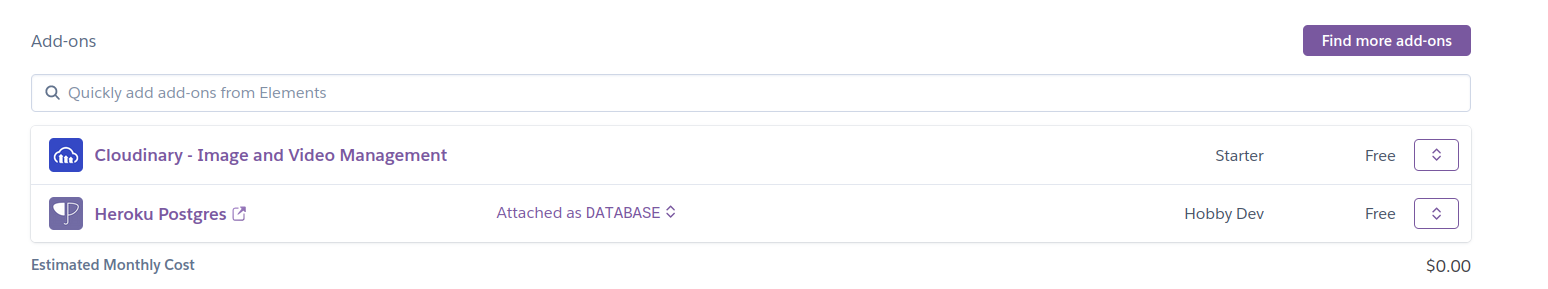 Add-ons
Find more add-ons
Quickly add add-ons from Elements
Cloudinary - Image and Video Management Starter Free
Heroku Postgres Attached as DATABASE Hobby Dev Free
Estimated Monthly Cost $0.00